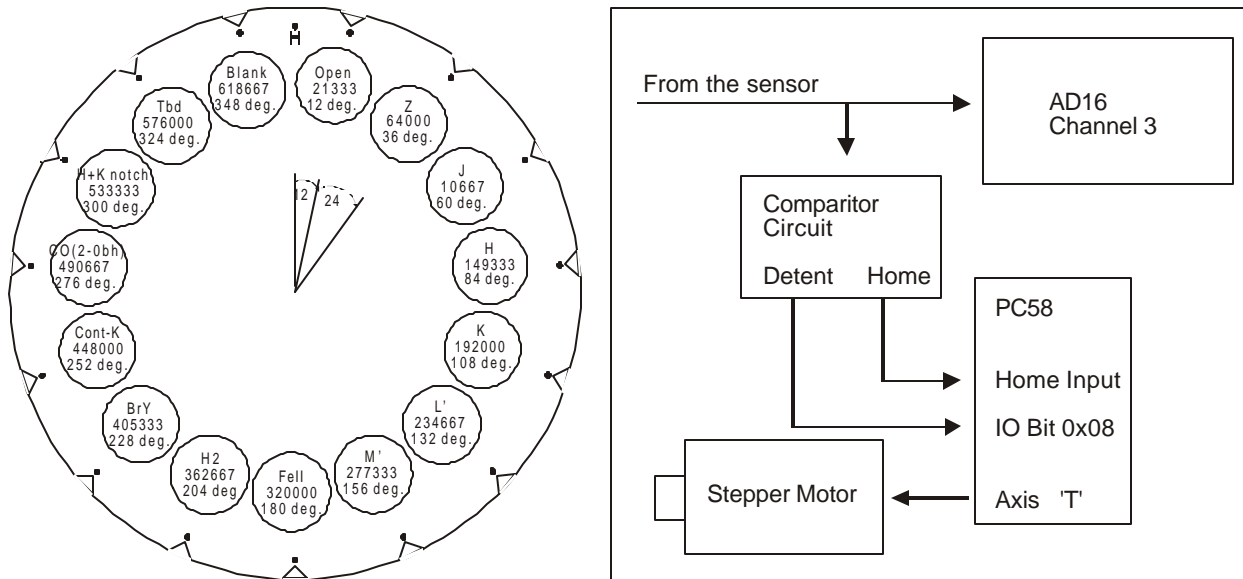 H
Blank
618667
348 deg.
Open
21333
12 deg.
Z
64000
36 deg.
J
10667
60 deg.
H
149333
84 deg.
K
192000
108 deg.
L'
234667
132 deg.
M'
277333
156 deg.
FeII
320000
180 deg.
H2
362667
204 deg
BrY
405333
228 deg.
Cont-K
448000
252 deg.
CO(2-0bh)
490667
276 deg.
H+K notch
533333
300 deg.
Tbd
576000
324 deg.
12
24
From the sensor
AD16
Channel 3
Comparitor
Circuit
Detent Home
PC58
Home Input
IO Bit 0x08
Axis 'T'
Stepper Motor